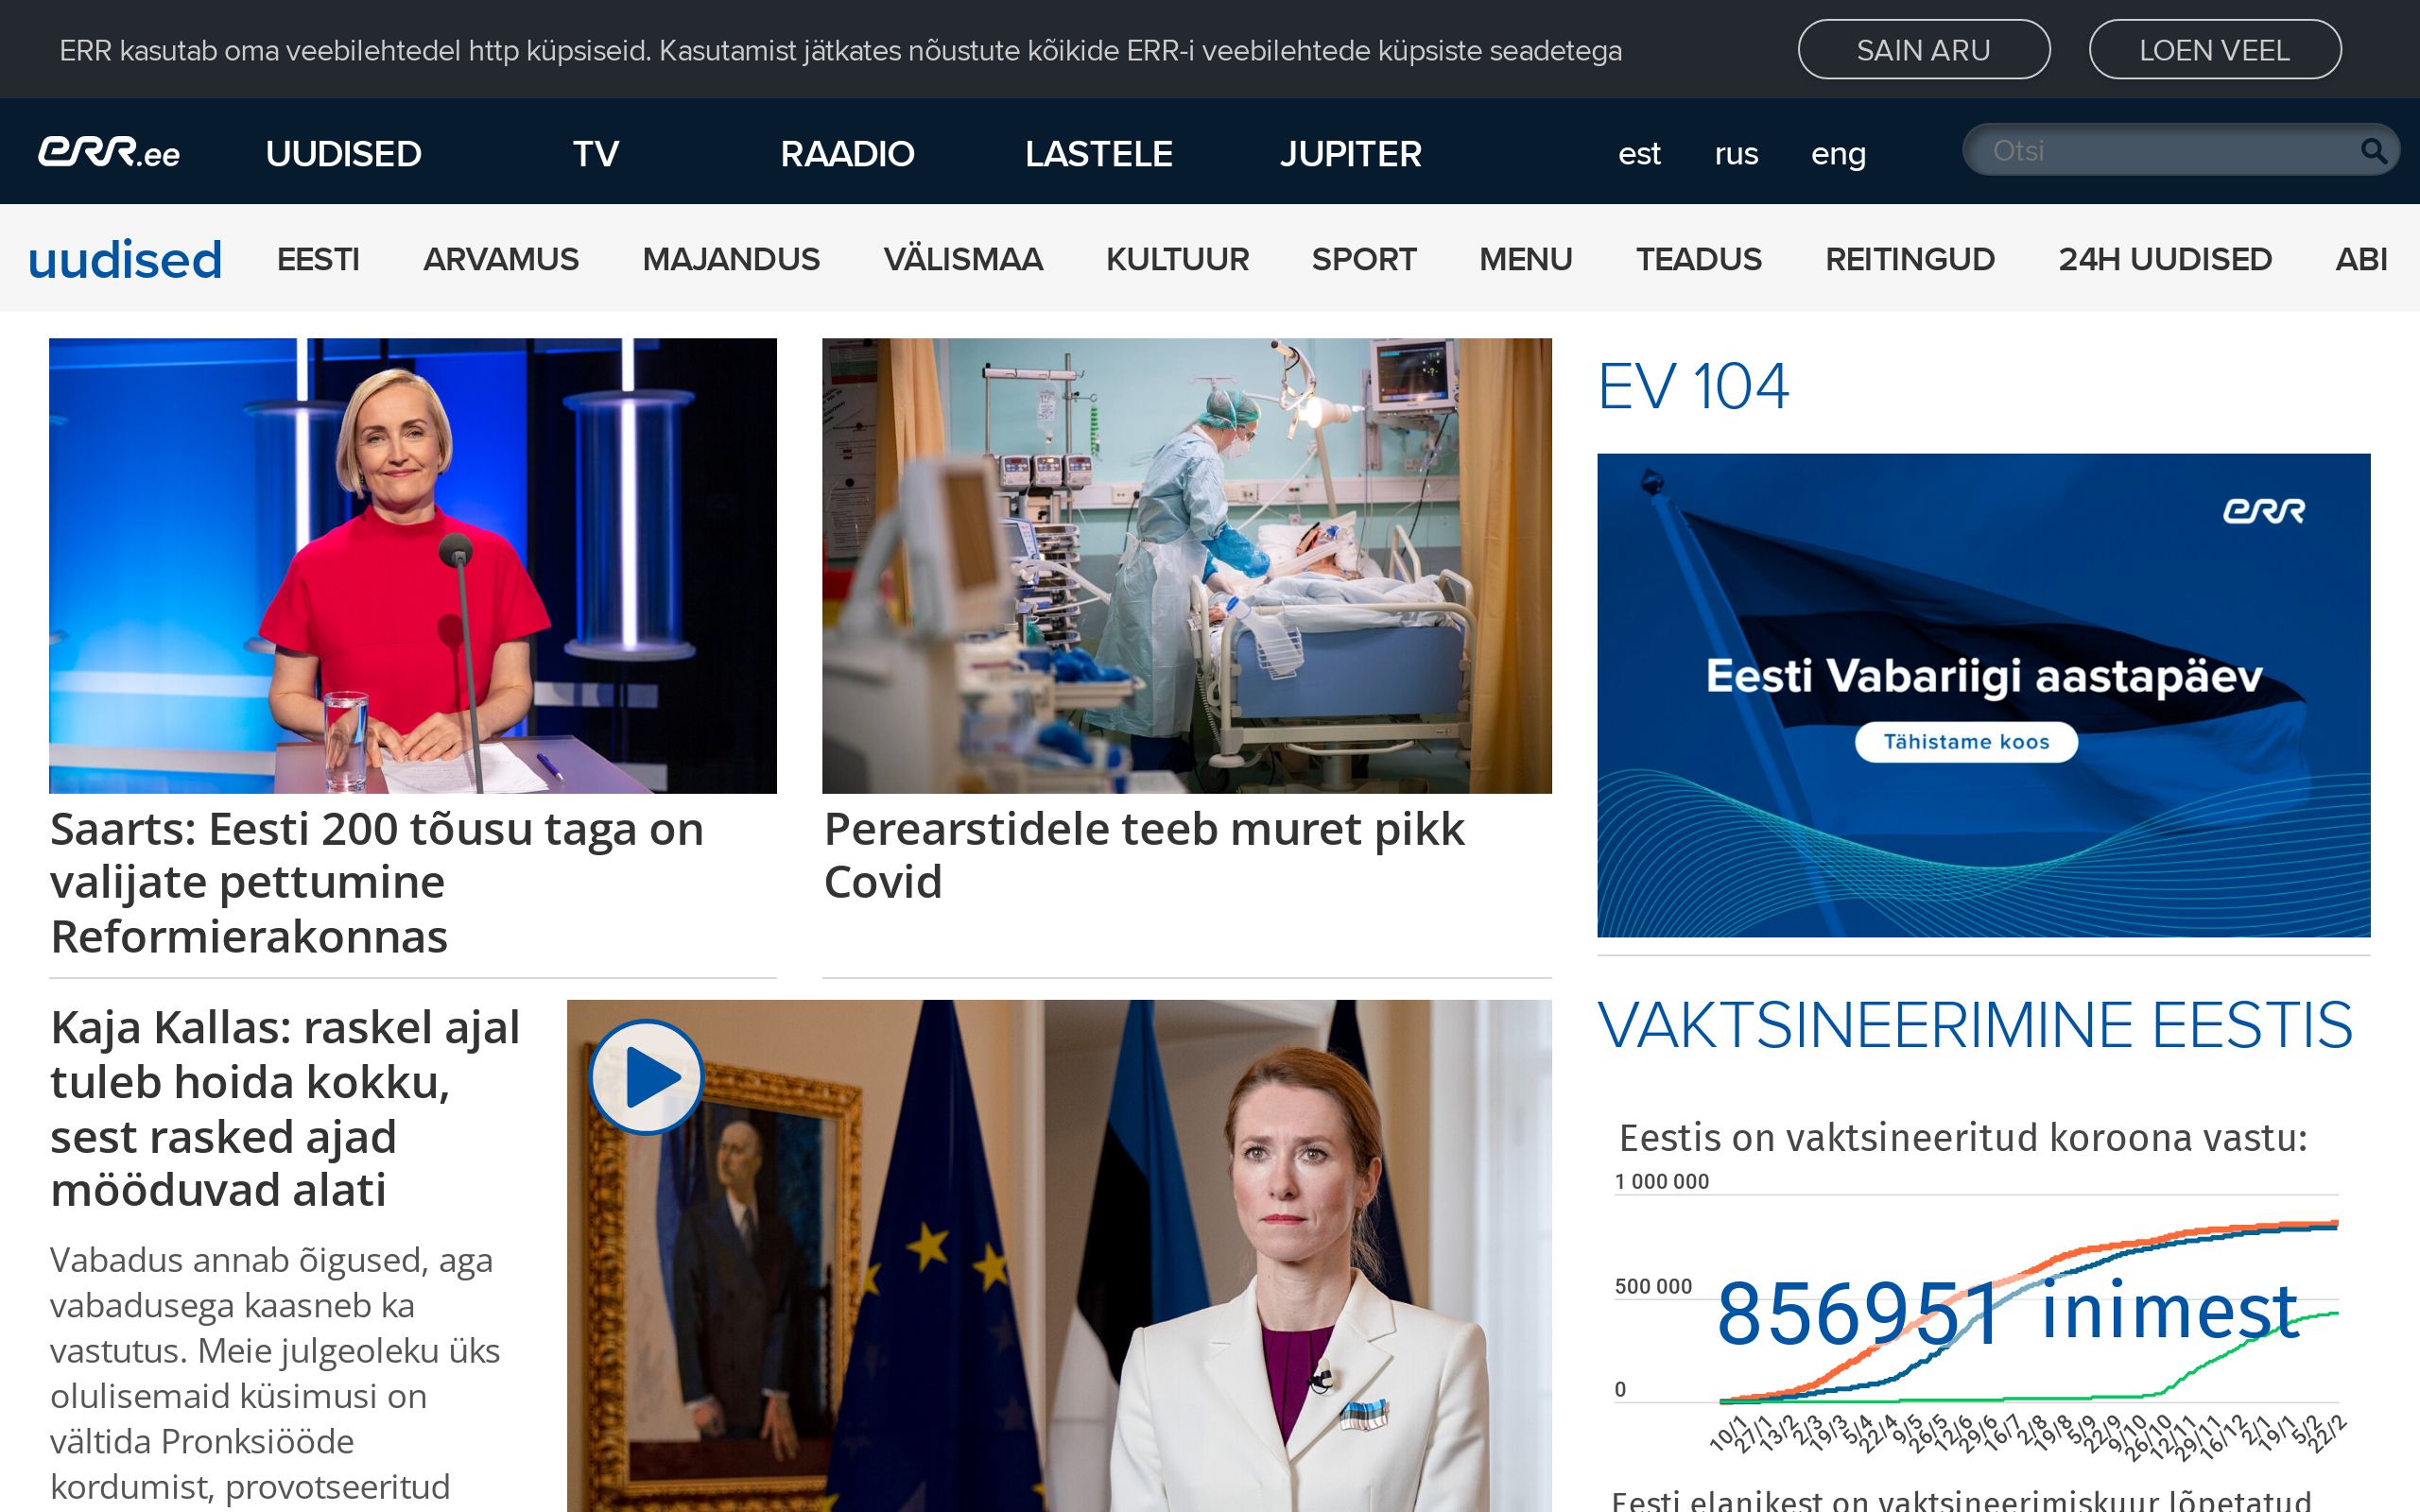 ERR kasutab oma veebilehtedel http küpsiseid. Kasutamist jätkates nõustute kõikide ERR-i veebilehtede küpsiste seadetega
SAIN ARU
LOEN VEEL
err.ee
UUDISED
TV
RAADIO
LASTELE
JUPITER
est
rus
eng
Otsi
uudised
EESTI
ARVAMUS
MAJANDUS
VÄLISMAA
KULTUUR
SPORT
MENU
TEADUS
REITINGUD
24H UUDISED
ABI
Saarts: Eesti 200 tõusu taga on
valijate pettumine
Reformierakonnas
Perearstidele teeb muret pikk
Covid
Kaja Kallas: raskel ajal
tuleb hoida kokku,
sest rasked ajad
mööduvad alati
Vabadus annab õigused, aga
vabadusega kaasneb ka
vastutus. Meie julgeoleku üks
olulisemaid küsimusi on
vältida Pronksiööde
kordumist, provotseeritud
EV 104
err
Eesti Vabariigi aastapäev
Tähistame koos
VAKTSINEERIMINE EESTIS
Eestis on vaktsineeritud koroona vastu:
1 000 000
500 000
856951 inimest
0
10/1
27/1
13/2
2/3
19/3
5/4
22/4
9/5
26/5
12/6
29/6
16/7
2/8
19/8
5/9
22/9
9/10
26/10
12/11
29/11
16/12
2/1
19/1
5/2
22/2
Eesti elanikest on vaktsineerimiskuur lõpetatud